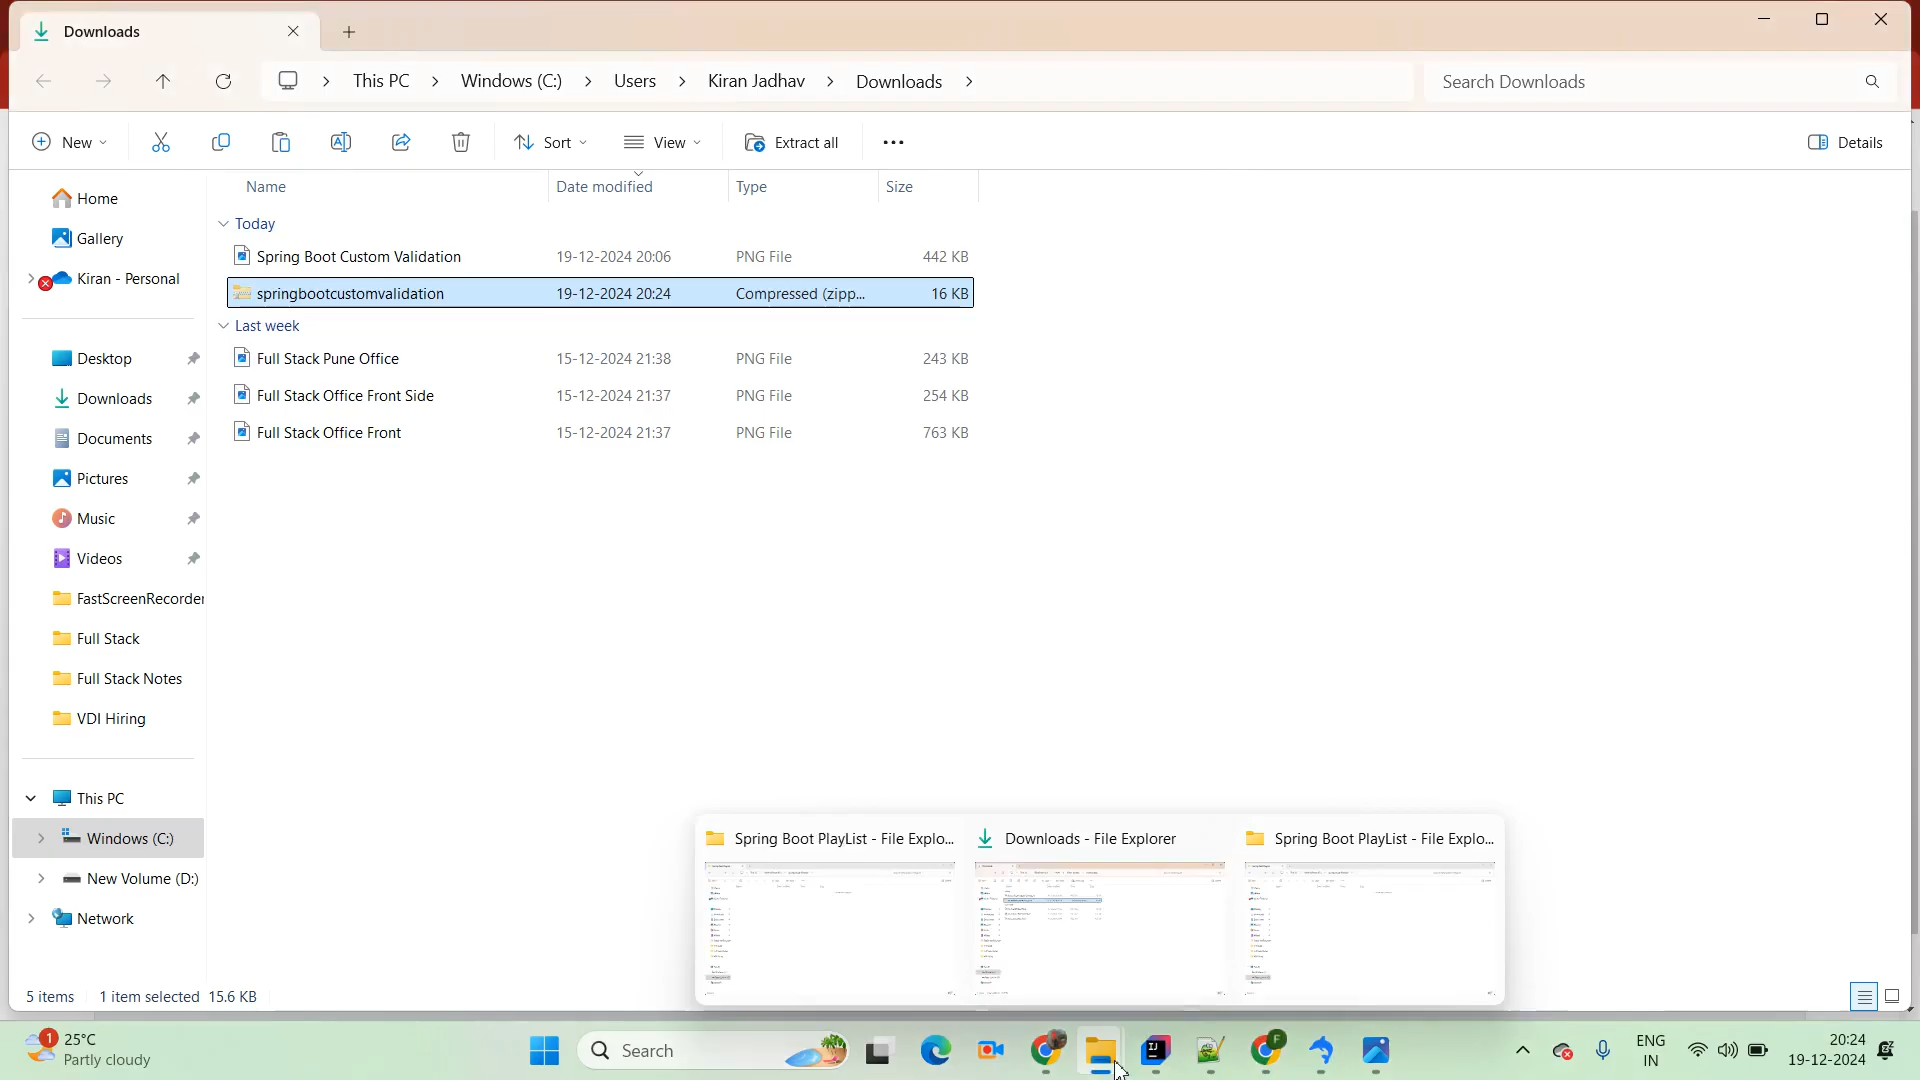 Downloads
This PC > Windows (C:) > Users > Kiran Jadhav > Downloads >
Search Downloads
New
Sort
View
Extract all
Details
Name Date modified Type Size
Today
Spring Boot Custom Validation 19-12-2024 20:06 PNG File 442 KB
springbootcustomvalidation 19-12-2024 20:24 Compressed (zipp... 16 KB
Last week
Full Stack Pune Office 15-12-2024 21:38 PNG File 243 KB
Full Stack Office Front Side 15-12-2024 21:37 PNG File 254 KB
Full Stack Office Front 15-12-2024 21:37 PNG File 763 KB
Home
Gallery
Kiran - Personal
Desktop
Downloads
Documents
Pictures
Music
Videos
FastScreenRecorder
Full Stack
Full Stack Notes
VDI Hiring
This PC
Windows (C:)
New Volume (D:)
Network
Spring Boot PlayList - File Explo...
Downloads - File Explorer
Spring Boot PlayList - File Explo...
5 items 1 item selected 15.6 KB
1
25°C
Partly cloudy
Search
IJ
F
ENG
IN
20:24
19-12-2024